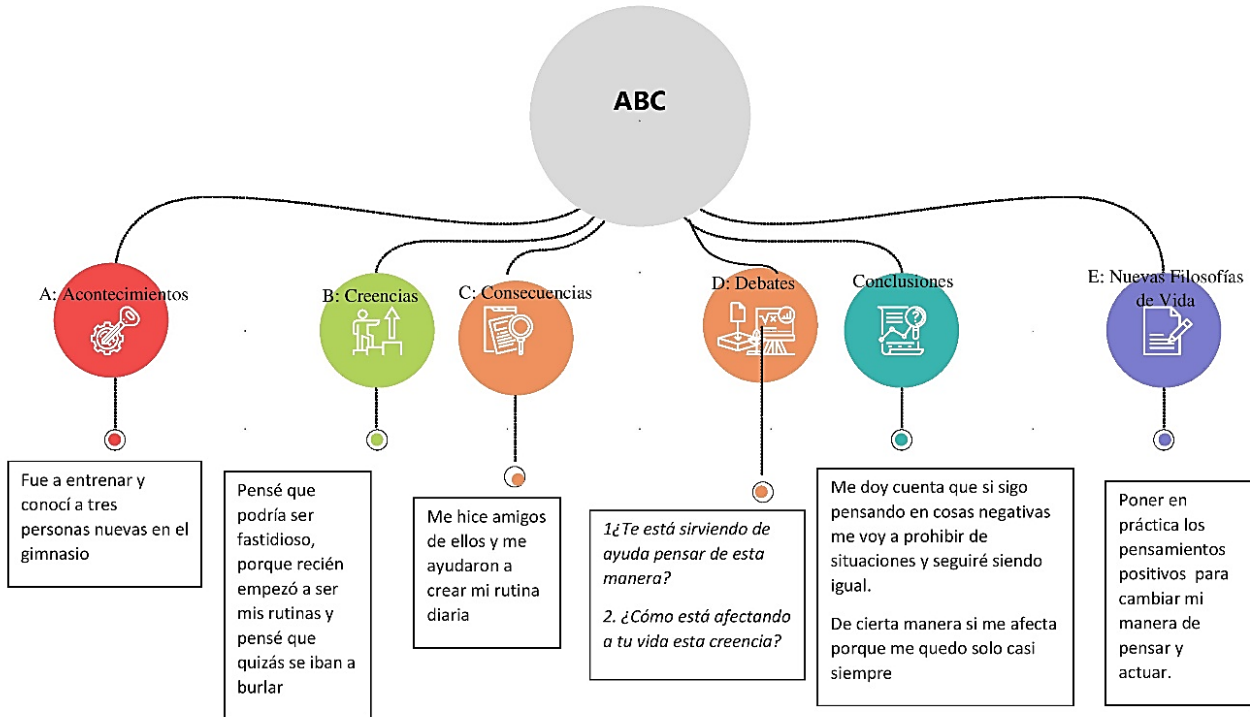 ABC
A: Acontecimientos
B: Creencias
C: Consecuencias
D: Debates
Conclusiones
E: Nuevas Filosofías
de Vida
Fue a entrenar y
conocí a tres
personas nuevas en el
gimnasio
Pensé que
podría ser
fastidioso,
porque recién
empezó a ser
mis rutinas y
pensé que
quizás se iban a
burlar
Me hice amigos
de ellos y me
ayudaron a
crear mi rutina
diaria
1¿Te está sirviendo de
ayuda pensar de esta
manera?
2. ¿Cómo está afectando
a tu vida esta creencia?
Me doy cuenta que si sigo
pensando en cosas negativas
me voy a prohibir de
situaciones y seguiré siendo
igual.
De cierta manera si me afecta
porque me quedo solo casi
siempre
Poner en
práctica los
pensamientos
positivos para
cambiar mi
manera de
pensar y
actuar.